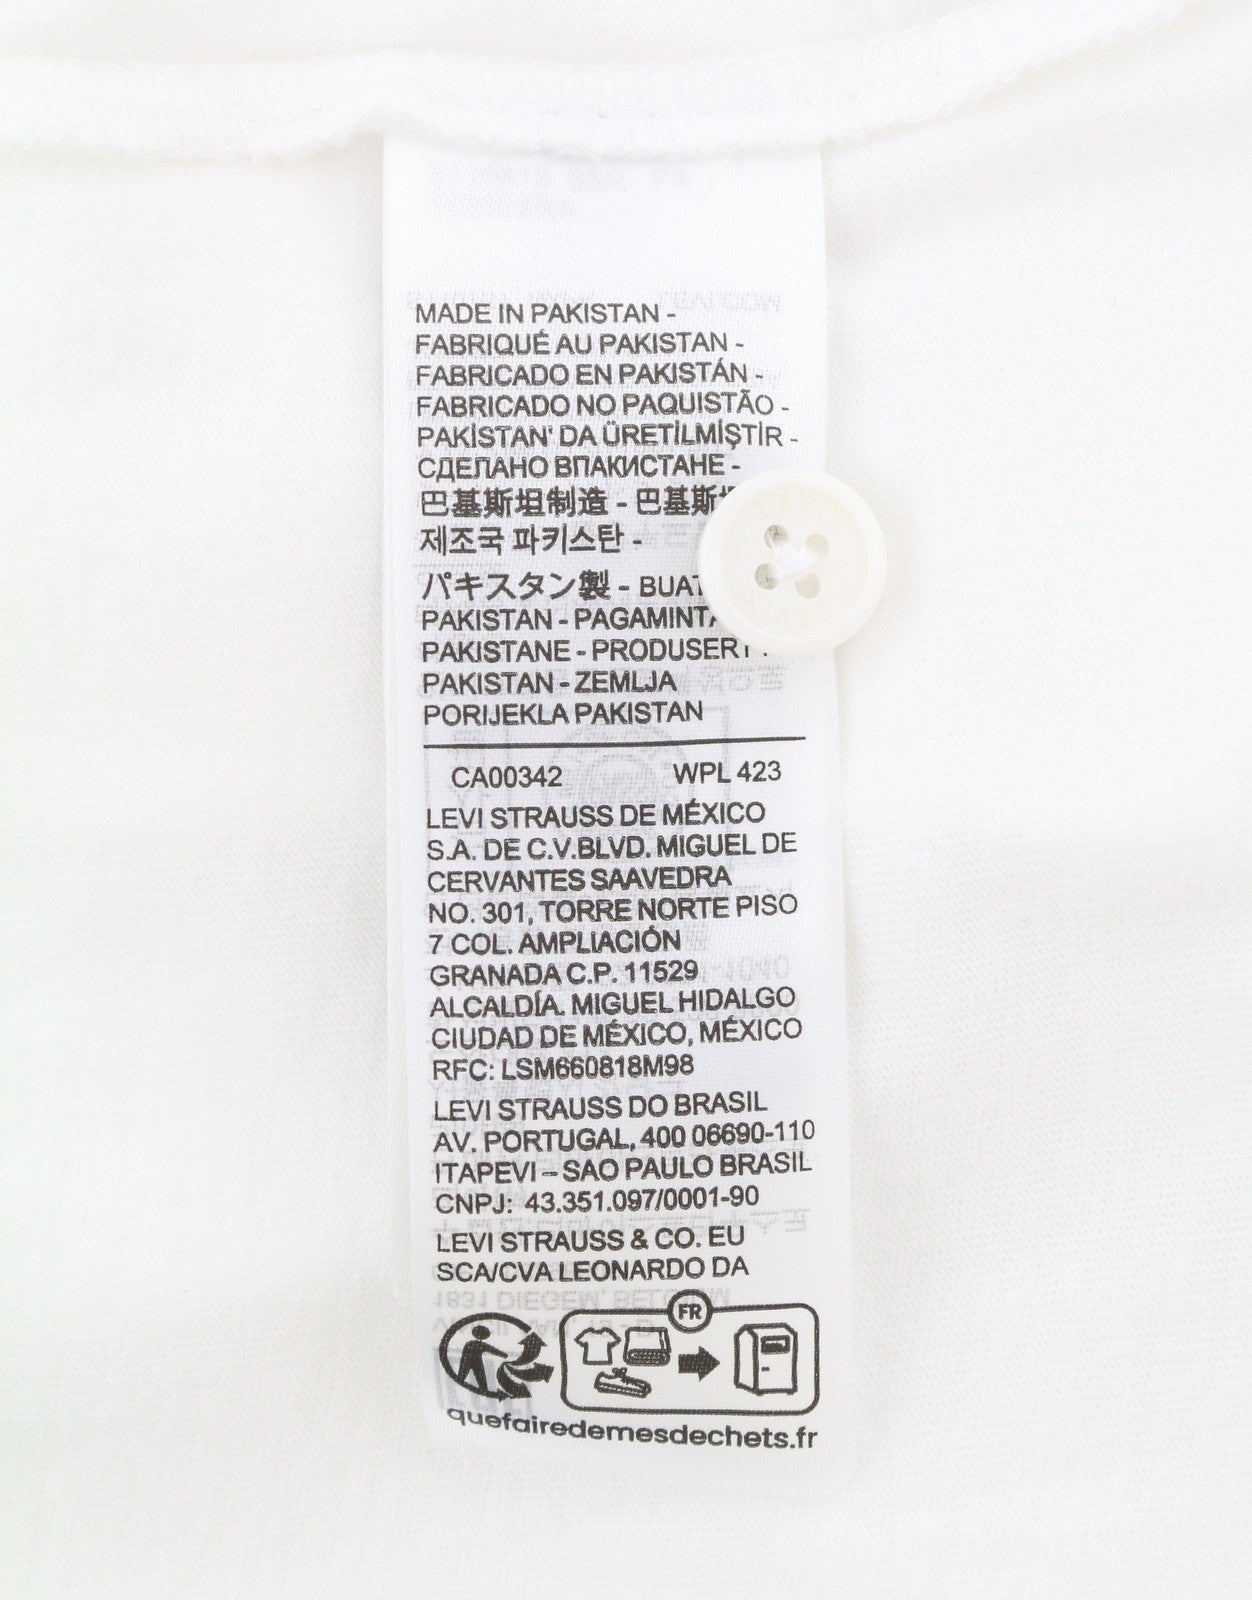 MADE IN PAKISTAN -
FABRIQUÉ AU PAKISTAN -
FABRICADO EN PAKISTÁN -
FABRICADO NO PAQUISTÃO -
PAKİSTAN' DA ÜRETİLMİŞTİR -
СДЕЛАНО ВПАКИСТАНЕ -
巴基斯坦制造 - 巴基斯
제조국 파키스탄 -
パキスタン製 -
PAKISTAN -
PAKISTANE -
PAKISTAN - ZEMLJA
PORIJEKLA PAKISTAN
CA00342 WPL 423
LEVI STRAUSS DE MÉXICO
S.A. DE C.V.BLVD. MIGUEL DE
CERVANTES SAAVEDRA
NO. 301, TORRE NORTE PISO
7 COL. AMPLIACIÓN
GRANADA C.P. 11529
ALCALDÍA. MIGUEL HIDALGO
CIUDAD DE MÉXICO, MÉXICO
RFC: LSM660818M98
LEVI STRAUSS DO BRASIL
AV. PORTUGAL, 400 06690-110
ITAPEVI – SAO PAULO BRASIL
CNPJ: 43.351.097/0001-90
LEVI STRAUSS & CO. EU
SCA/CVA LEONARDO DA
FR
quefairedemesdechets.fr